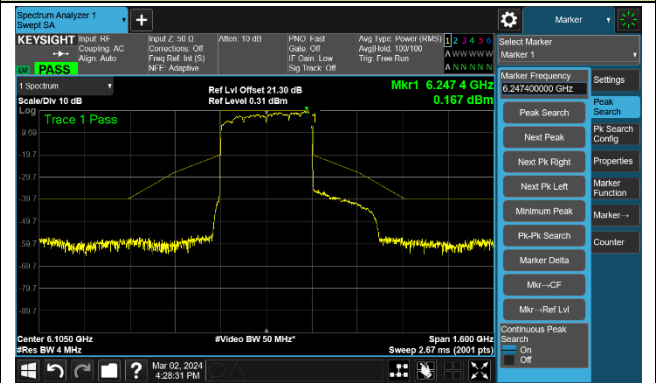 Spectrum Analyzer 1
Swept SA
Marker
KEYSIGHT Input: RF Input Z: 50 Ω Atten: 10 dB PNO: Fast Avg Type: Power (RMS) 1 2 3 4 5 6
Coupling: AC Corrections: Off Gate: Off Avg|Hold: 100/100 A W W W W W
Align: Auto Freq Ref: Int (S) IF Gain: Low Trig: Free Run
NFE: Adaptive Sig Track: Off A N N N N N
LXI PASS
Select Marker
Marker 1
1 Spectrum
Scale/Div 10 dB
Ref Lvl Offset 21.30 dB
Ref Level 0.31 dBm
Mkr1 6.247 4 GHz
0.167 dBm
Log
Trace 1 Pass
1
-9.69
-19.7
-29.7
-39.7
-49.7
-59.7
-69.7
-79.7
-89.7
Center 6.1050 GHz
#Res BW 4 MHz
#Video BW 50 MHz*
Span 1.600 GHz
Sweep 2.67 ms (2001 pts)
Marker Frequency
6.247400000 GHz
Peak Search
Next Peak
Next Pk Right
Next Pk Left
Minimum Peak
Pk-Pk Search
Marker Delta
Mkr→CF
Mkr→Ref Lvl
Continuous Peak
Search
On
Off
Settings
Peak
Search
Pk Search
Config
Properties
Marker
Function
Marker→
Counter
Mar 02, 2024
4:28:31 PM